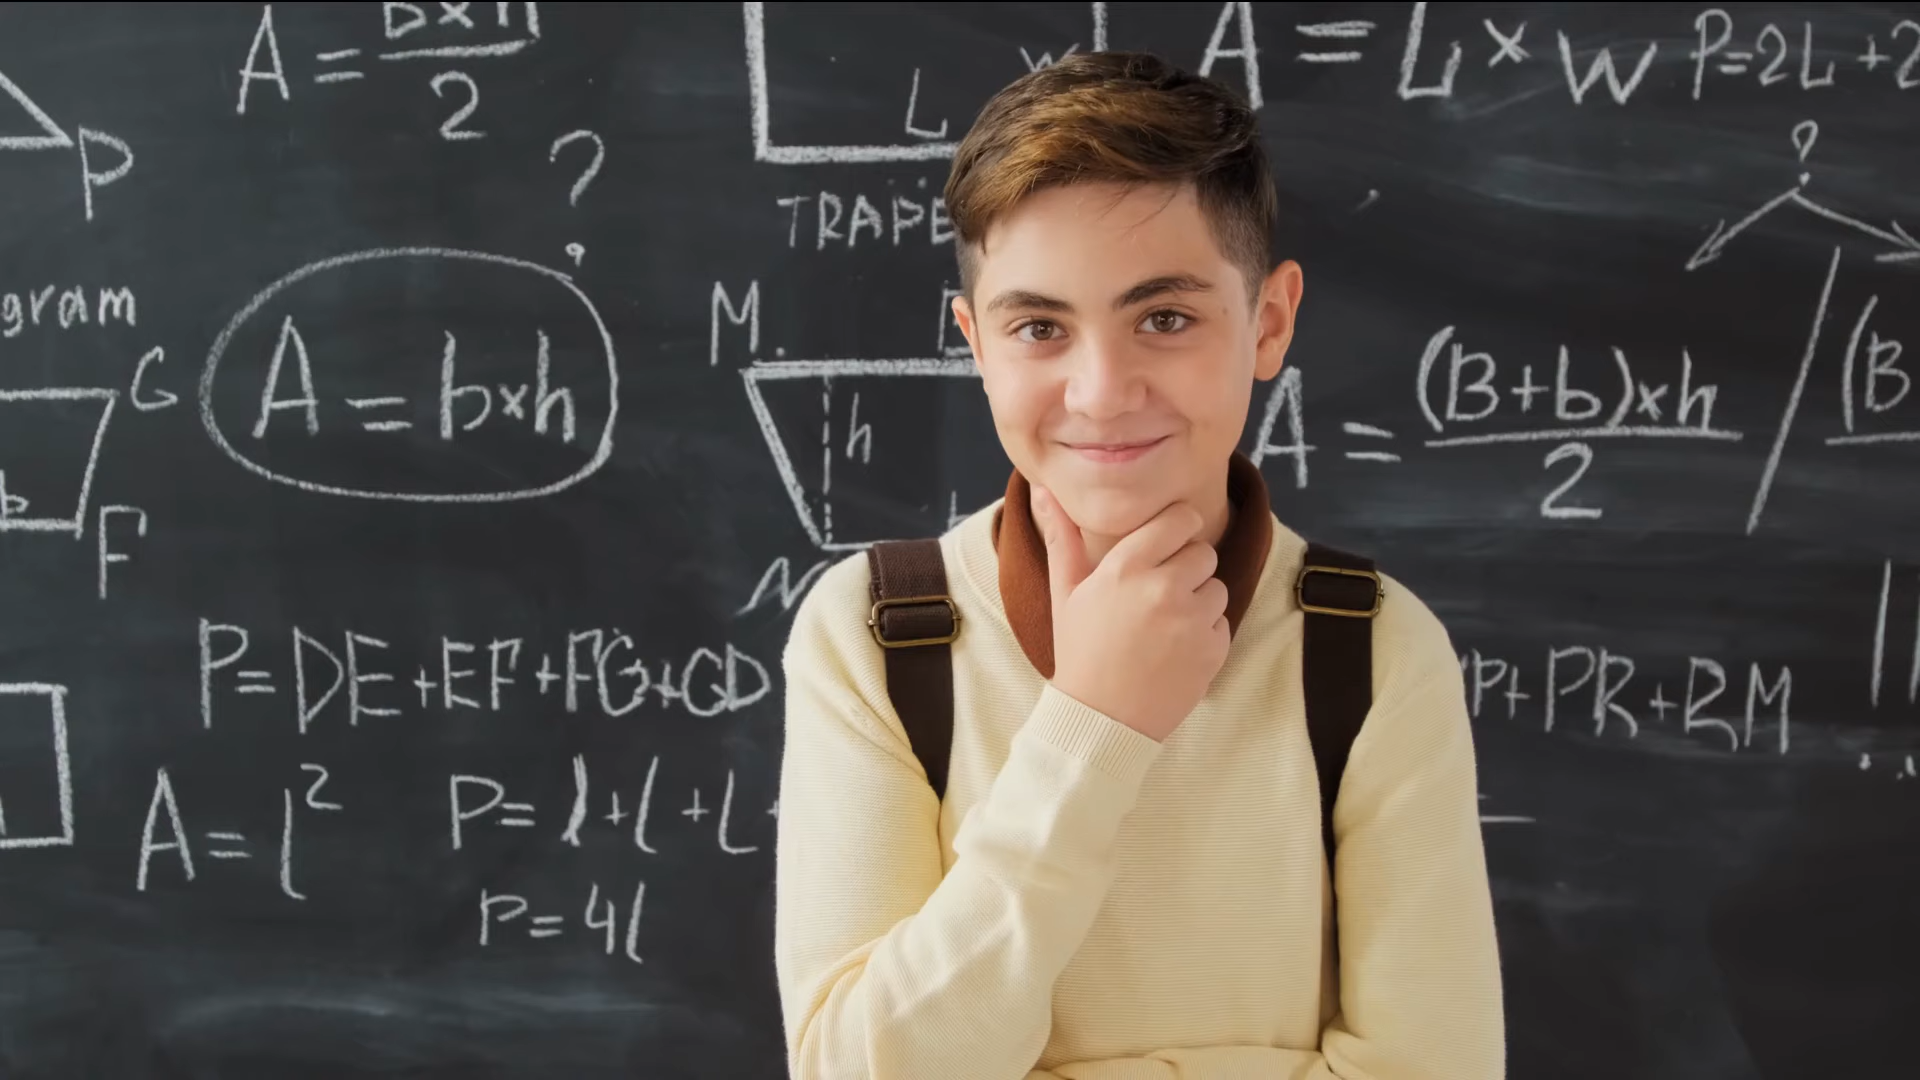 A = b×h / 2
L
w
A = L × W
P=2L+2
P
?
?
TRAPE
gram
G
F
b
A = b×h
M
h
N
A = (B+b)×h / 2 / (B
P=DE+EF+FG+GD
P+PR+RM
A=l²
P=l+l+l+
P=4l